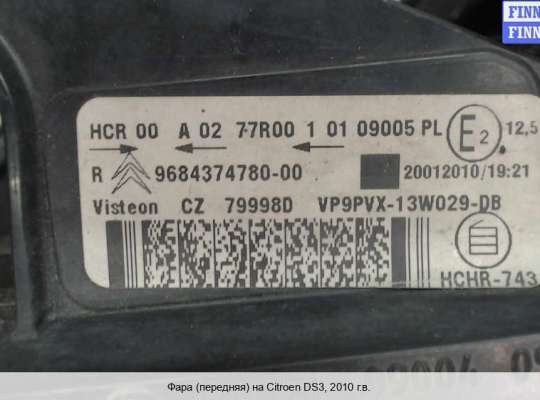 FINN
FINN
HCR 00 A 02 77R00 1 01 09005 PL E2 12,5
R 9684374780-00 20012010/19:21
Visteon CZ 79998D VP9PVX-13W029-DB
HCHR-743
Фара (передняя) на Citroen DS3, 2010 г.в.